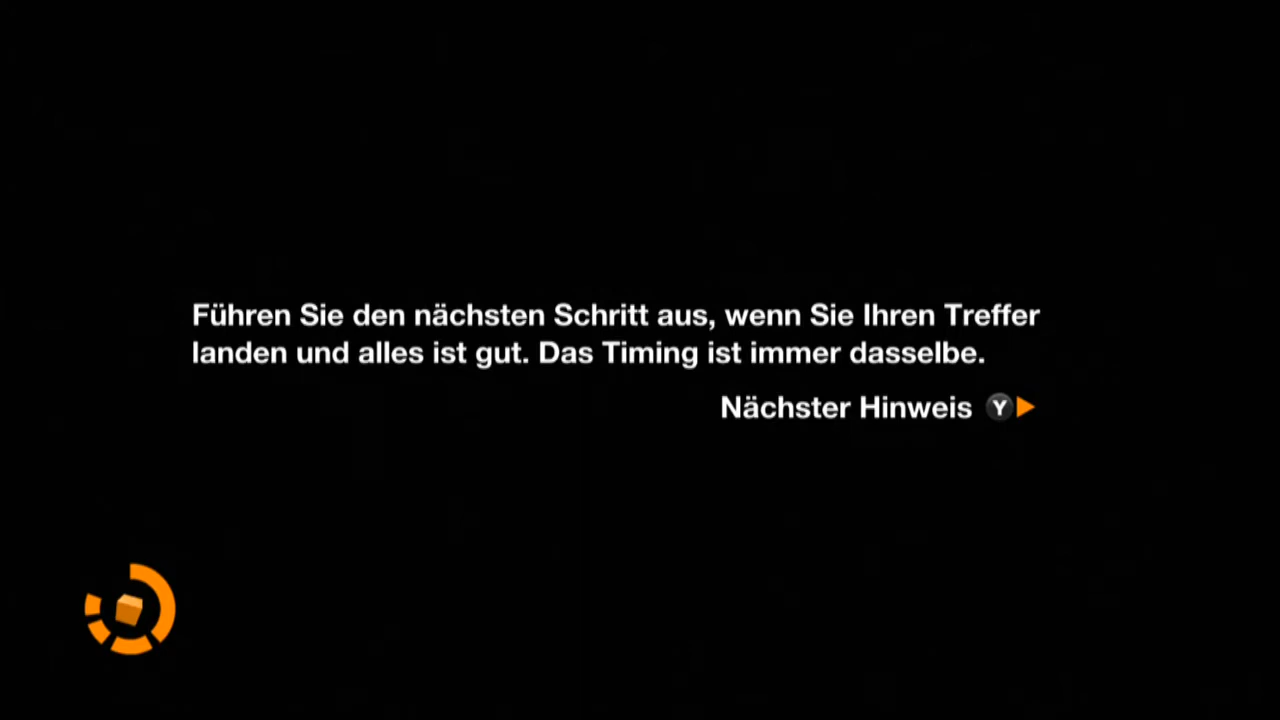 Führen Sie den nächsten Schritt aus, wenn Sie Ihren Treffer
landen und alles ist gut. Das Timing ist immer dasselbe.
Nächster Hinweis Y